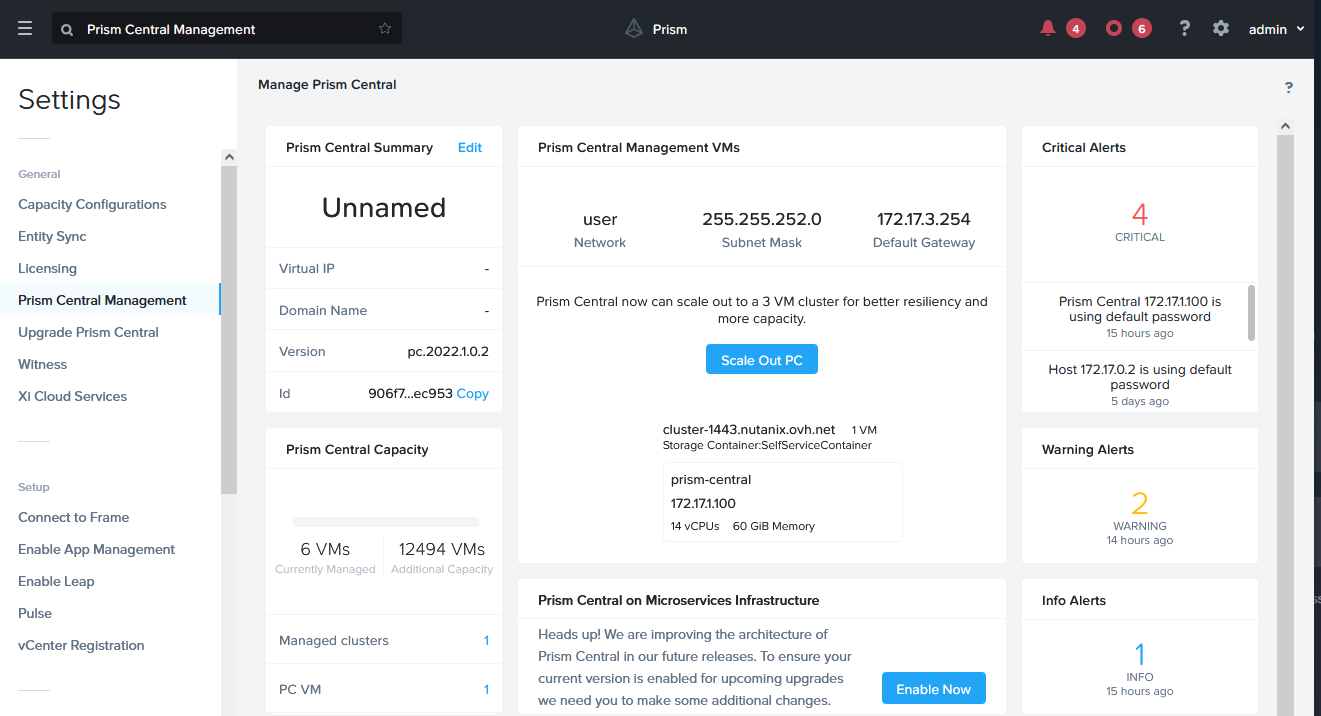 Prism Central Management
Prism
4
6
?
admin
Settings
General
Capacity Configurations
Entity Sync
Licensing
Prism Central Management
Upgrade Prism Central
Witness
Xi Cloud Services
Setup
Connect to Frame
Enable App Management
Enable Leap
Pulse
vCenter Registration
Manage Prism Central
?
Prism Central Summary Edit
Unnamed
Virtual IP -
Domain Name -
Version pc.2022.1.0.2
Id 906f7...ec953 Copy
Prism Central Capacity
6 VMs 12494 VMs
Currently Managed Additional Capacity
Managed clusters 1
PC VM 1
Prism Central Management VMs
user 255.255.252.0 172.17.3.254
Network Subnet Mask Default Gateway
Prism Central now can scale out to a 3 VM cluster for better resiliency and
more capacity.
Scale Out PC
cluster-1443.nutanix.ovh.net 1 VM
Storage Container:SelfServiceContainer
prism-central
172.17.1.100
14 vCPUs 60 GiB Memory
Prism Central on Microservices Infrastructure
Heads up! We are improving the architecture of
Prism Central in our future releases. To ensure your
current version is enabled for upcoming upgrades
we need you to make some additional changes.
Enable Now
Critical Alerts
4
CRITICAL
Prism Central 172.17.1.100 is
using default password
15 hours ago
Host 172.17.0.2 is using default
password
5 days ago
Warning Alerts
2
WARNING
14 hours ago
Info Alerts
1
INFO
15 hours ago